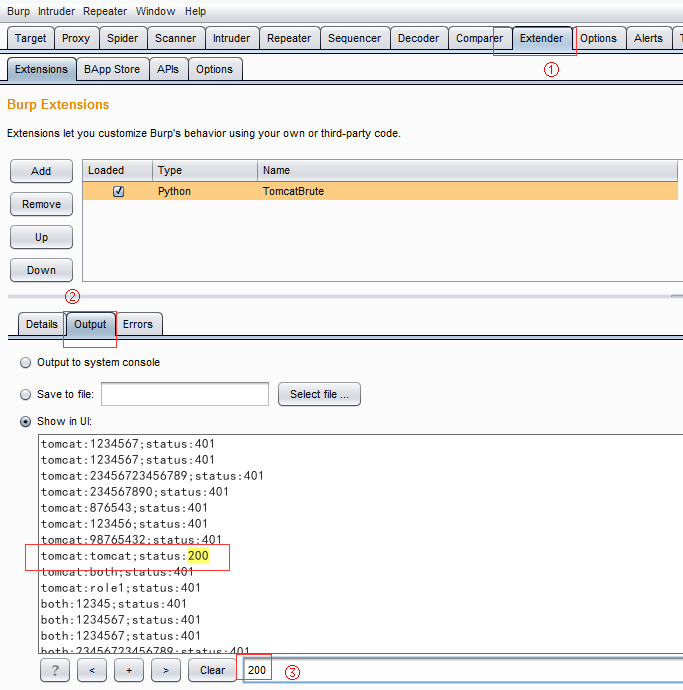 Burp Intruder Repeater Window Help
Target Proxy Spider Scanner Intruder Repeater Sequencer Decoder Comparer Extender Options Alerts
①
Extensions BApp Store APIs Options
Burp Extensions
Extensions let you customize Burp's behavior using your own or third-party code.
Add
Remove
Up
Down
Loaded Type Name
Python TomcatBrute
②
Details Output Errors
Output to system console
Save to file: Select file ...
Show in UI:
tomcat:1234567;status:401
tomcat:1234567;status:401
tomcat:23456723456789;status:401
tomcat:234567890;status:401
tomcat:876543;status:401
tomcat:123456;status:401
tomcat:98765432;status:401
tomcat:tomcat;status:200
tomcat:both;status:401
tomcat:role1;status:401
both:12345;status:401
both:1234567;status:401
both:1234567;status:401
both:23456723456789;status:401
? < + > Clear 200 ③